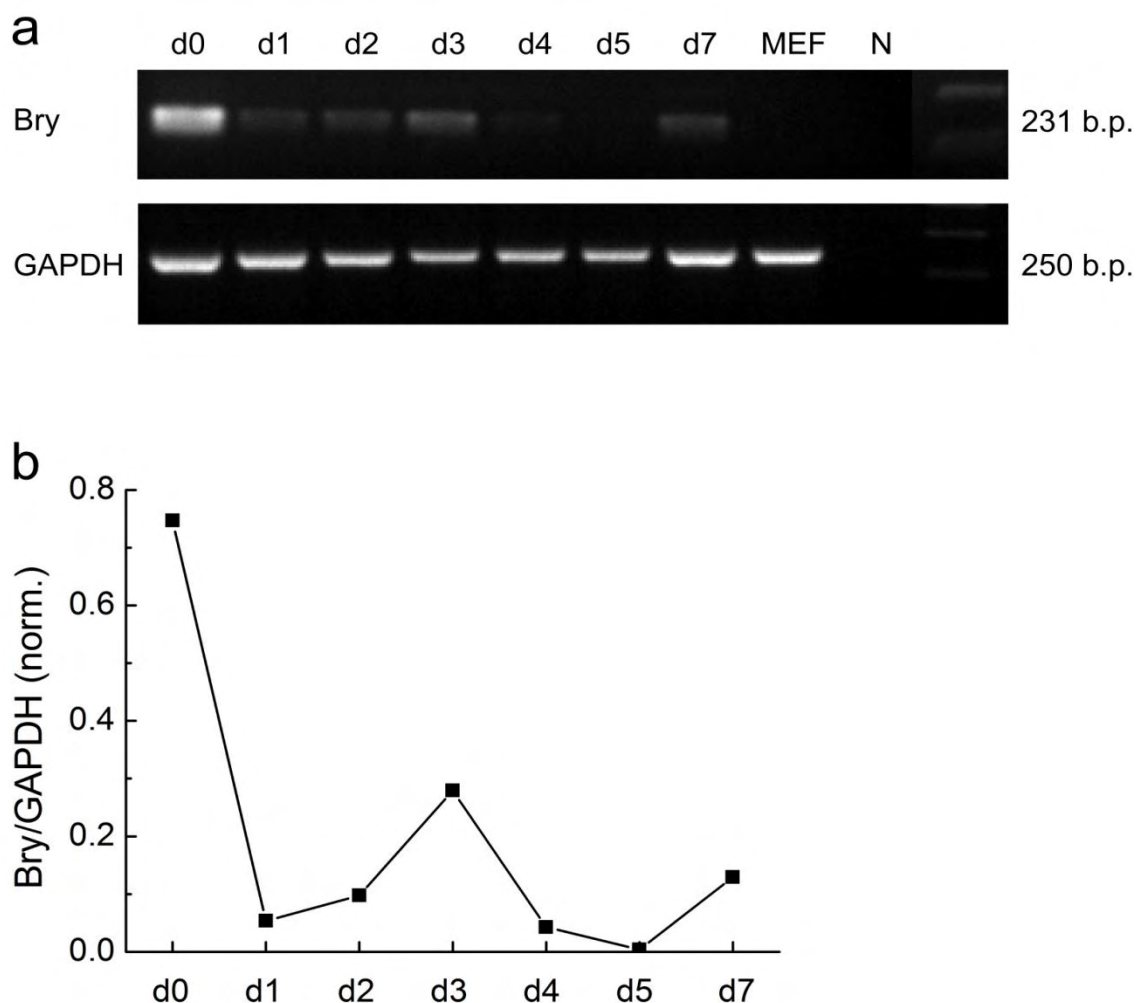 a
d0 d1 d2 d3 d4 d5 d7 MEF N
Bry 231 b.p.
GAPDH 250 b.p.
b
Bry/GAPDH (norm.)
0.8
0.6
0.4
0.2
0.0
d0 d1 d2 d3 d4 d5 d7